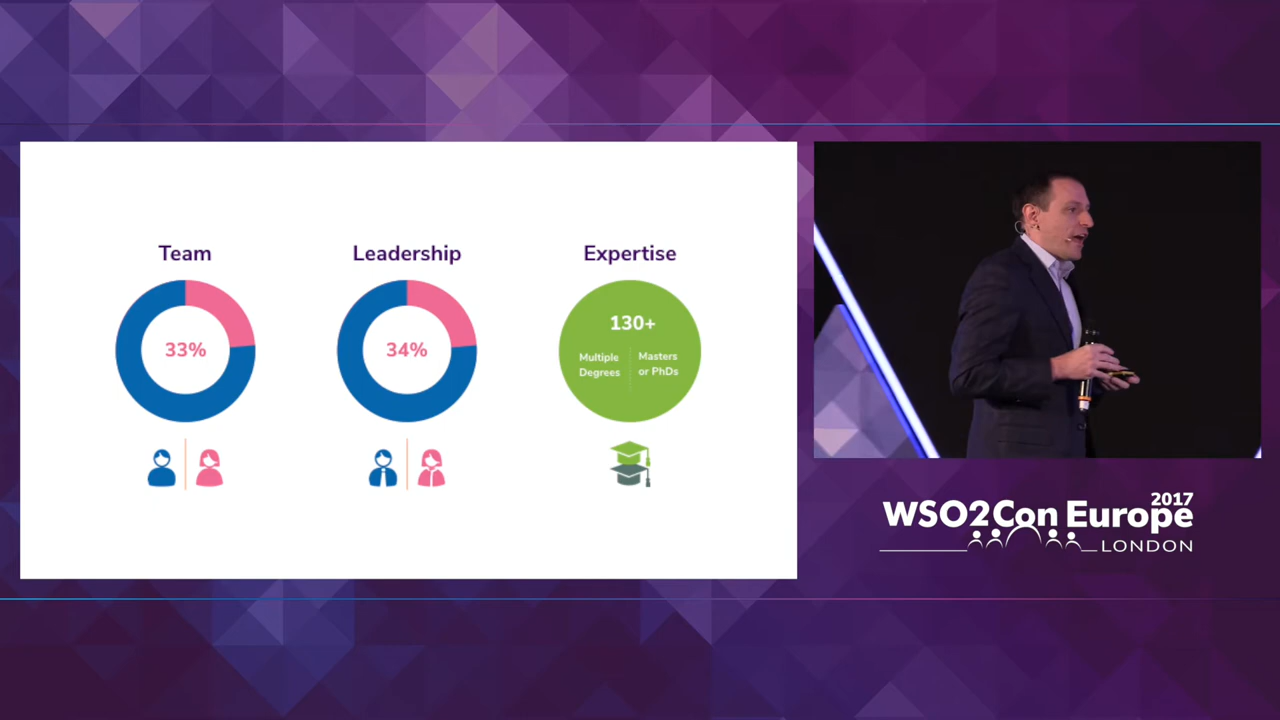 Team
Leadership
Expertise
33%
34%
130+
Multiple
Degrees
Masters
or PhDs
2017
WSO2Con Europe
LONDON